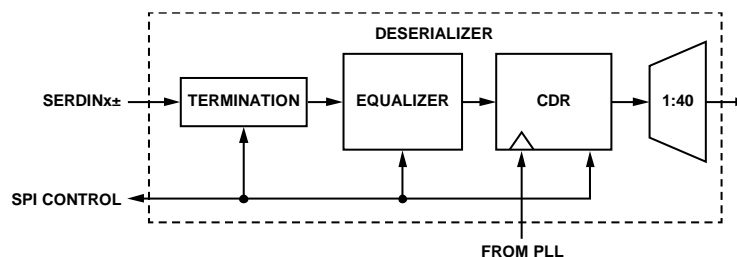 DESERIALIZER
SERDINx±
TERMINATION
EQUALIZER
CDR
1:40
SPI CONTROL
FROM PLL